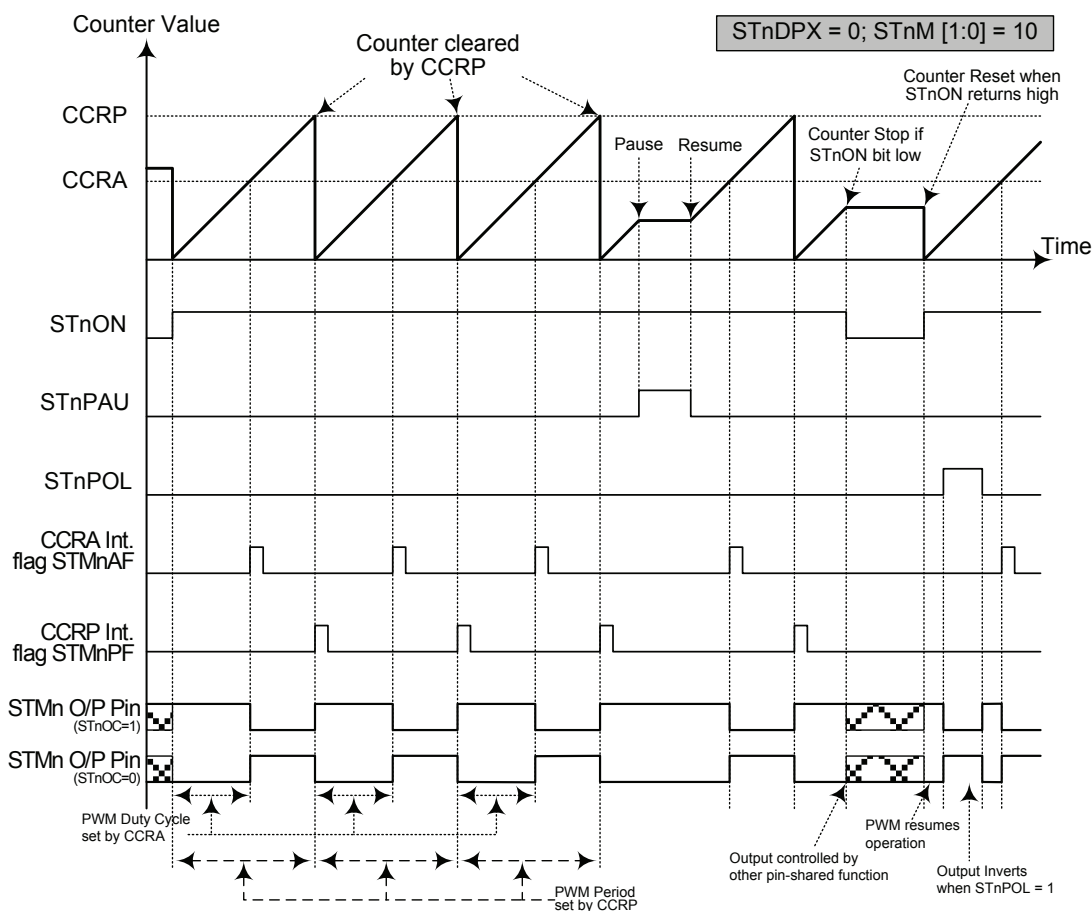 Counter Value
STnDPX = 0; STnM [1:0] = 10
Counter cleared
by CCRP
Counter Reset when
STnON returns high
CCRP
Pause
Resume
Counter Stop if
STnON bit low
CCRA
Time
STnON
STnPAU
STnPOL
CCRA Int.
flag STMnAF
CCRP Int.
flag STMnPF
STMn O/P Pin
(STnOC=1)
STMn O/P Pin
(STnOC=0)
PWM Duty Cycle
set by CCRA
PWM resumes
operation
Output controlled by
other pin-shared function
Output Inverts
when STnPOL = 1
PWM Period
set by CCRP